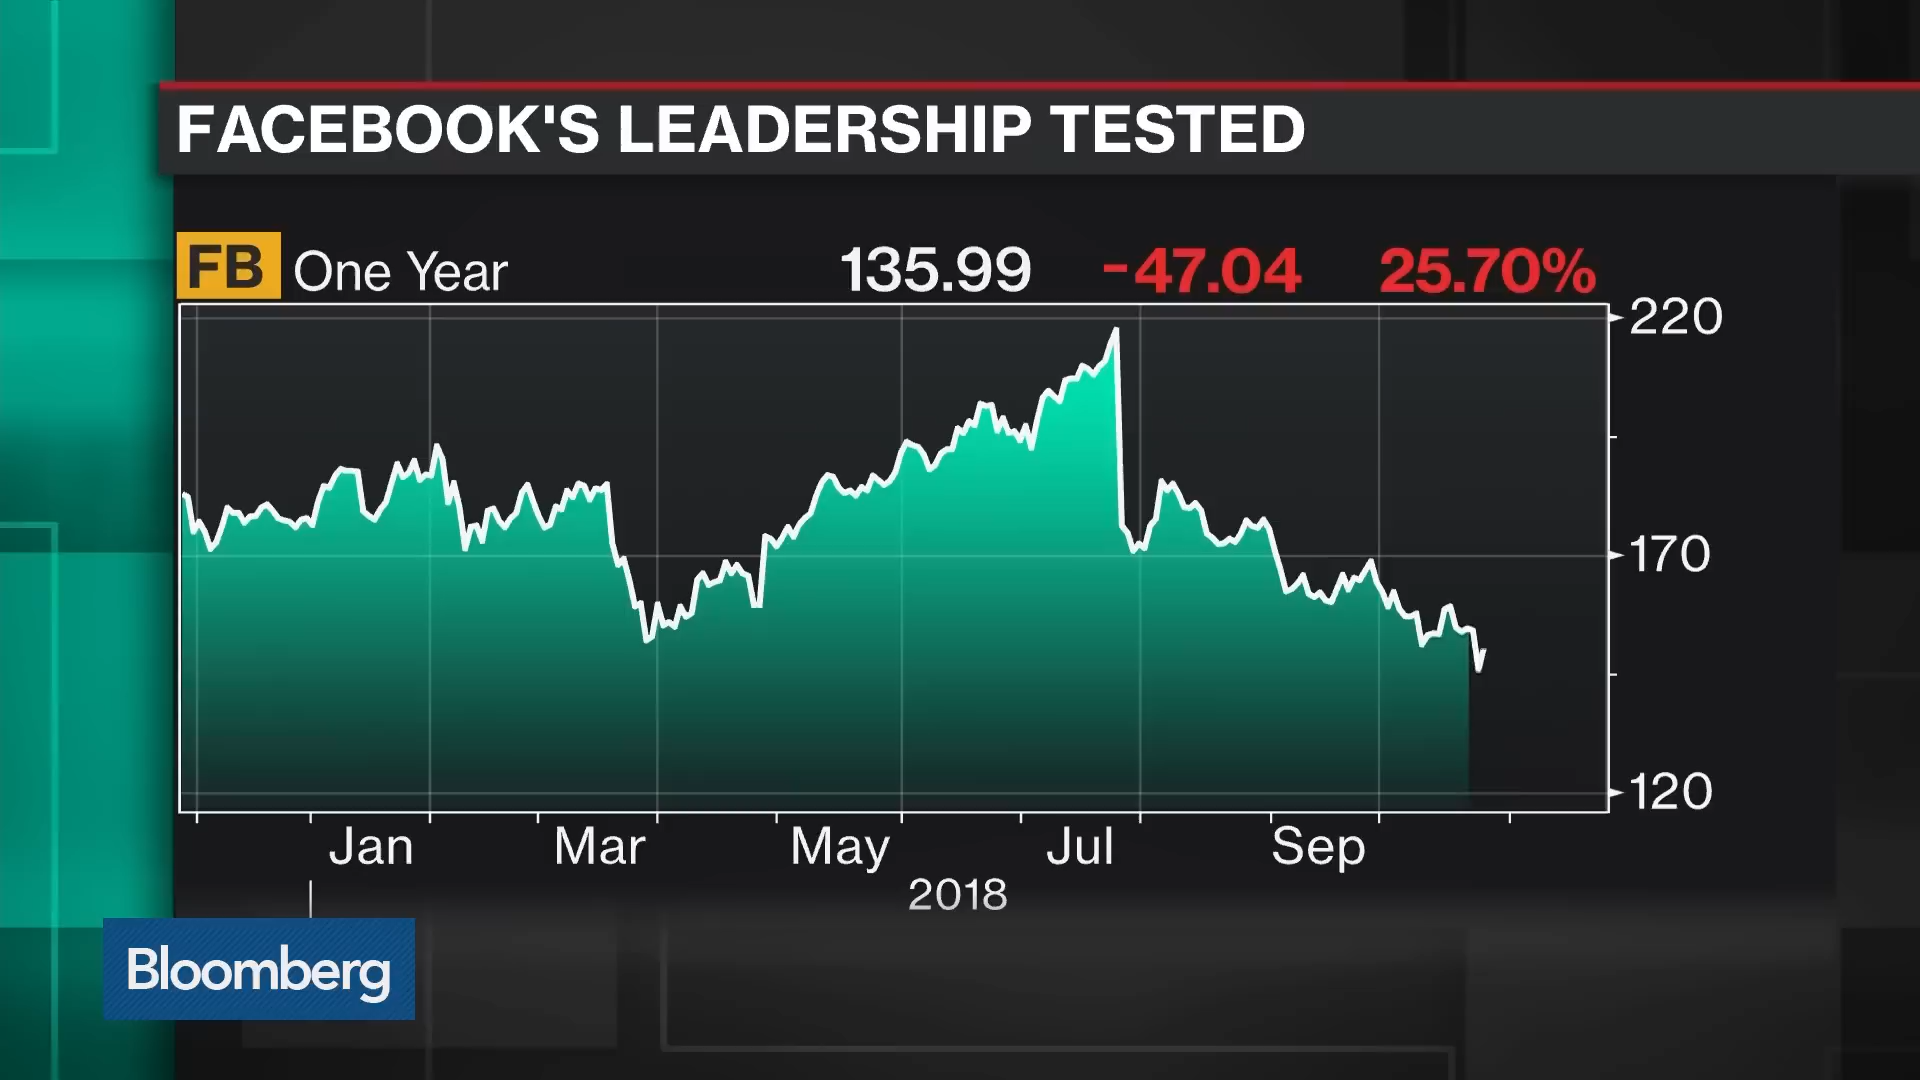 FACEBOOK'S LEADERSHIP TESTED
FB One Year 135.99 -47.04 25.70%
220
170
120
Jan Mar May Jul Sep
2018
Bloomberg